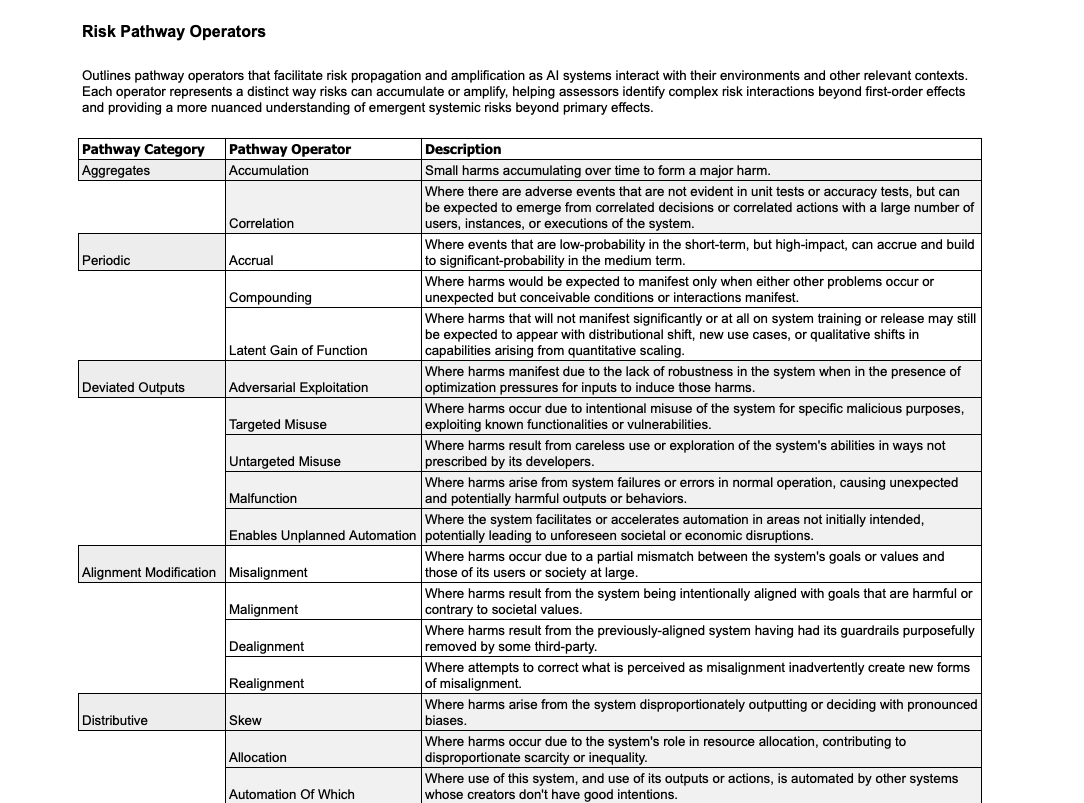 Risk Pathway Operators
Outlines pathway operators that facilitate risk propagation and amplification as AI systems interact with their environments and other relevant contexts.
Each operator represents a distinct way risks can accumulate or amplify, helping assessors identify complex risk interactions beyond first-order effects
and providing a more nuanced understanding of emergent systemic risks beyond primary effects.
Pathway Category Pathway Operator Description
Aggregates Accumulation Small harms accumulating over time to form a major harm.
Where there are adverse events that are not evident in unit tests or accuracy tests, but can
be expected to emerge from correlated decisions or correlated actions with a large number of
Correlation users, instances, or executions of the system.
Where events that are low-probability in the short-term, but high-impact, can accrue and build
Periodic Accrual to significant-probability in the medium term.
Where harms would be expected to manifest only when either other problems occur or
Compounding unexpected but conceivable conditions or interactions manifest.
Where harms that will not manifest significantly or at all on system training or release may still
be expected to appear with distributional shift, new use cases, or qualitative shifts in
Latent Gain of Function capabilities arising from quantitative scaling.
Where harms manifest due to the lack of robustness in the system when in the presence of
Deviated Outputs Adversarial Exploitation optimization pressures for inputs to induce those harms.
Where harms occur due to intentional misuse of the system for specific malicious purposes,
Targeted Misuse exploiting known functionalities or vulnerabilities.
Where harms result from careless use or exploration of the system's abilities in ways not
Untargeted Misuse prescribed by its developers.
Where harms arise from system failures or errors in normal operation, causing unexpected
Malfunction and potentially harmful outputs or behaviors.
Where the system facilitates or accelerates automation in areas not initially intended,
Enables Unplanned Automation potentially leading to unforeseen societal or economic disruptions.
Where harms occur due to a partial mismatch between the system's goals or values and
Alignment Modification Misalignment those of its users or society at large.
Where harms result from the system being intentionally aligned with goals that are harmful or
Malignment contrary to societal values.
Where harms result from the previously-aligned system having had its guardrails purposefully
Dealignment removed by some third-party.
Where attempts to correct what is perceived as misalignment inadvertently create new forms
Realignment of misalignment.
Where harms arise from the system disproportionately outputting or deciding with pronounced
Distributive Skew biases.
Where harms occur due to the system's role in resource allocation, contributing to
Allocation disproportionate scarcity or inequality.
Where use of this system, and use of its outputs or actions, is automated by other systems
Automation Of Which whose creators don't have good intentions.